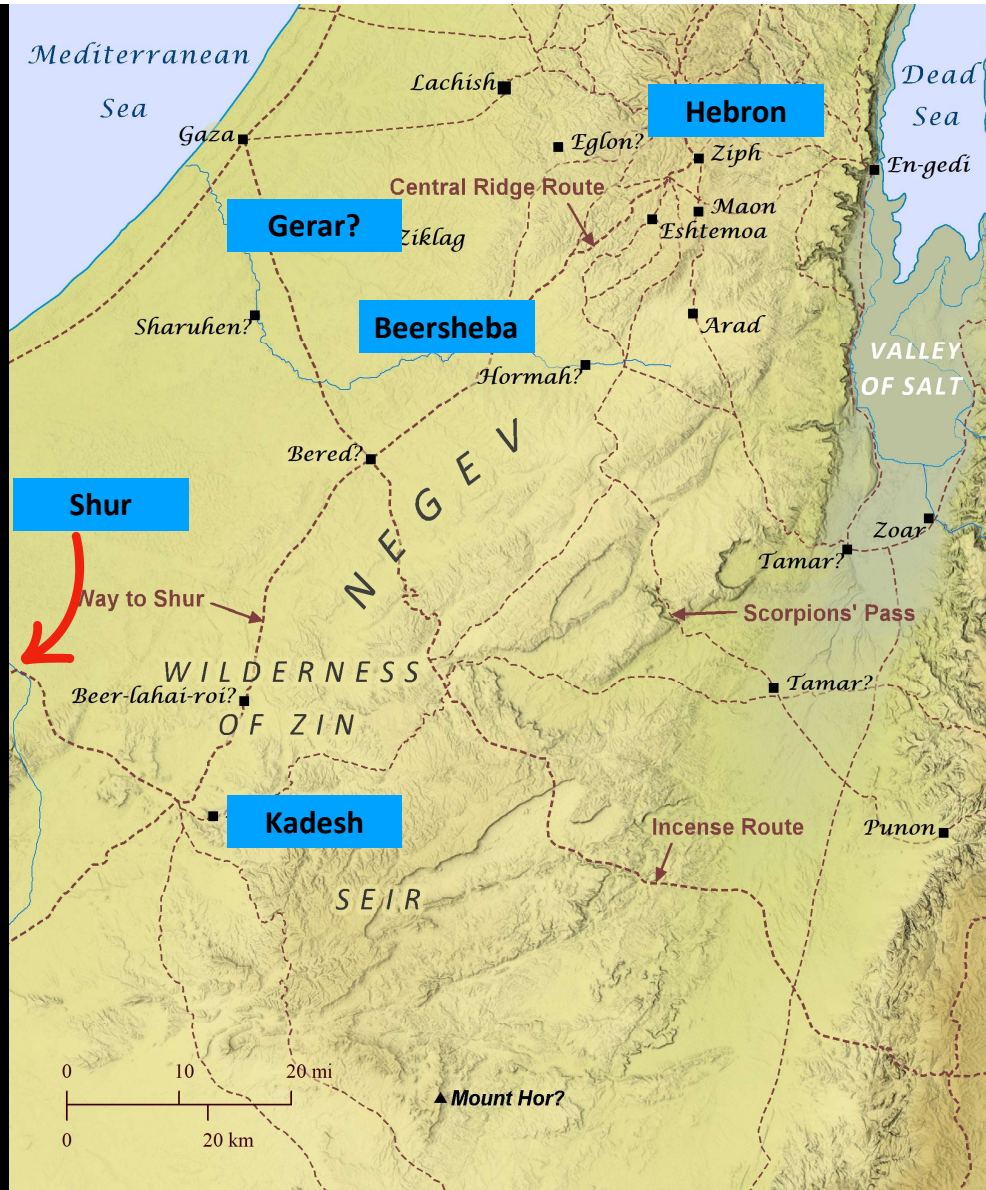 Mediterranean
Sea
Dead
Sea
Lachish
Hebron
Gaza
Eglon?
Ziph
En-gedi
Central Ridge Route
Maon
Gerar?
Ziklag
Eshtemoa
Sharuhen?
Beersheba
Arad
VALLEY
OF SALT
Hormah?
Bered?
NEGEV
Shur
Zoar
Tamar?
Way to Shur
Scorpions' Pass
WILDERNESS
OF ZIN
Beer-lahai-roi?
Tamar?
Kadesh
Incense Route
Punon
SEIR
0 10 20 mi
0 20 km
Mount Hor?